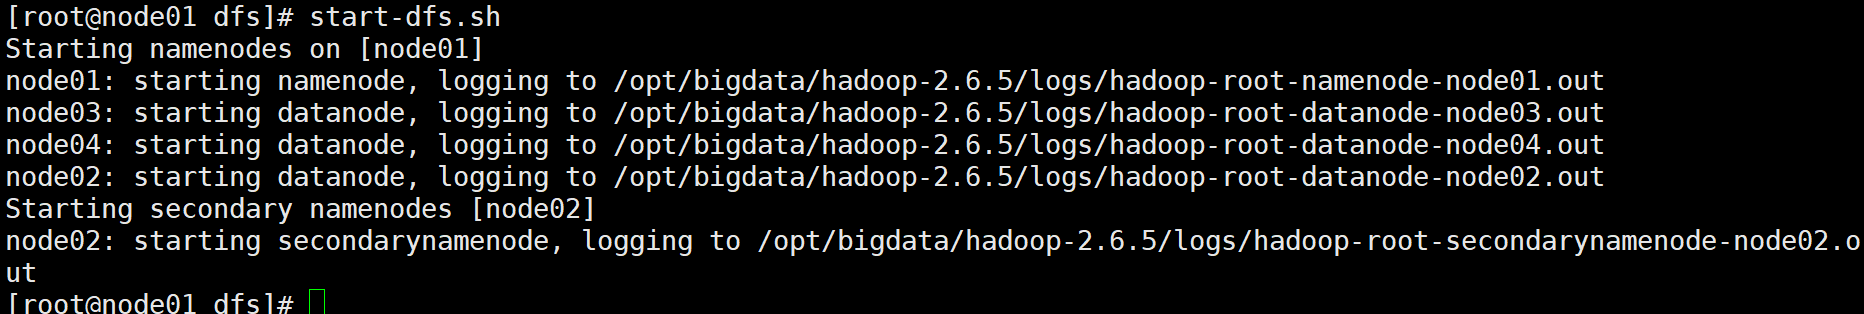 [root@node01 dfs]# start-dfs.sh
Starting namenodes on [node01]
node01: starting namenode, logging to /opt/bigdata/hadoop-2.6.5/logs/hadoop-root-namenode-node01.out
node03: starting datanode, logging to /opt/bigdata/hadoop-2.6.5/logs/hadoop-root-datanode-node03.out
node04: starting datanode, logging to /opt/bigdata/hadoop-2.6.5/logs/hadoop-root-datanode-node04.out
node02: starting datanode, logging to /opt/bigdata/hadoop-2.6.5/logs/hadoop-root-datanode-node02.out
Starting secondary namenodes [node02]
node02: starting secondarynamenode, logging to /opt/bigdata/hadoop-2.6.5/logs/hadoop-root-secondarynamenode-node02.o
ut
[root@node01 dfs]#